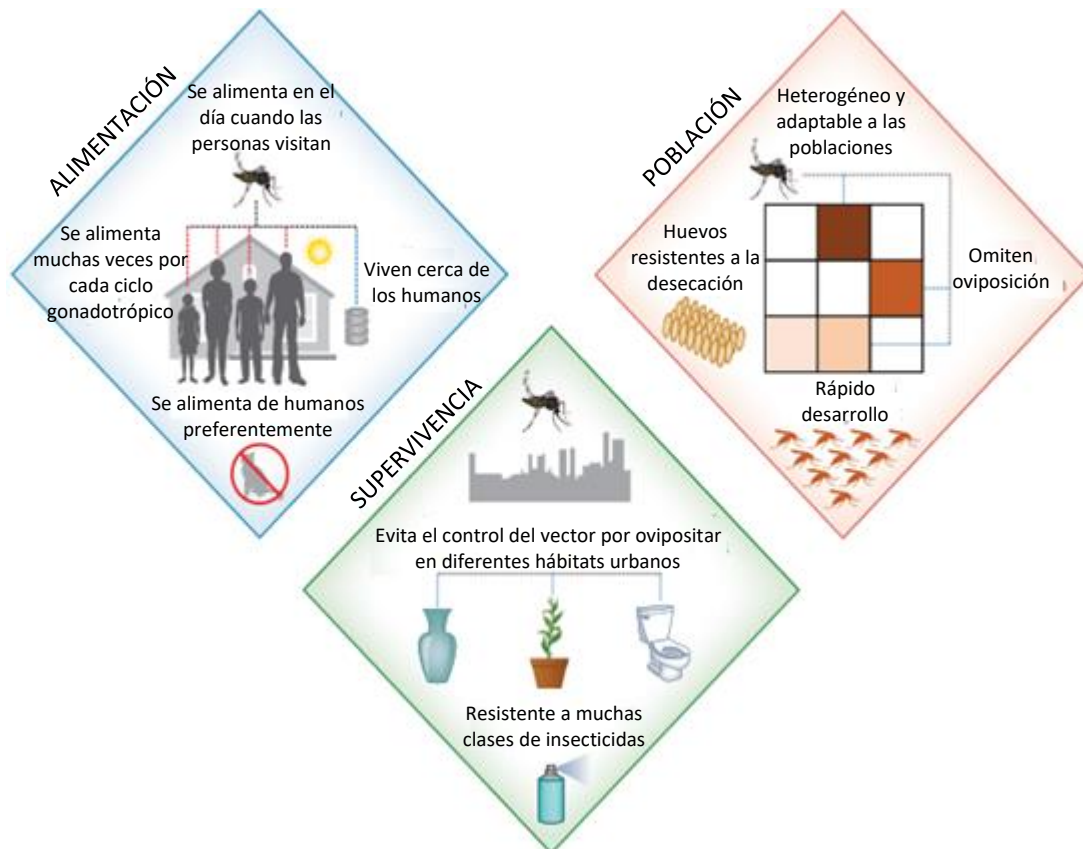 ALIMENTACIÓN
Se alimenta en el
día cuando las
personas visitan
Se alimenta
muchas veces por
cada ciclo
gonadotrópico
Viven cerca de
los humanos
Se alimenta de humanos
preferentemente
POBLACIÓN
Heterogéneo y
adaptable a las
poblaciones
Huevos
resistentes a la
desecación
Omiten
oviposición
Rápido
desarrollo
SUPERVIVENCIA
Evita el control del vector por ovipositar
en diferentes hábitats urbanos
Resistente a muchas
clases de insecticidas